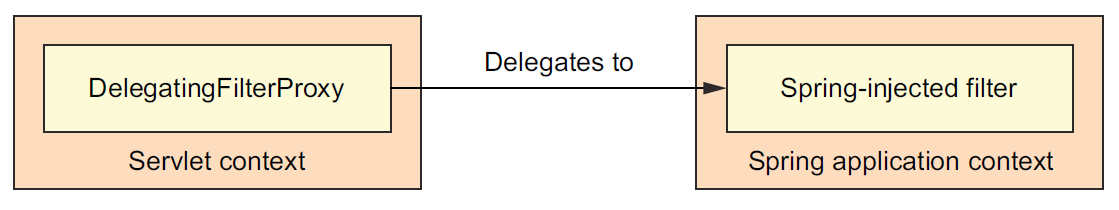 DelegatingFilterProxy
Servlet context
Delegates to
Spring-injected filter
Spring application context